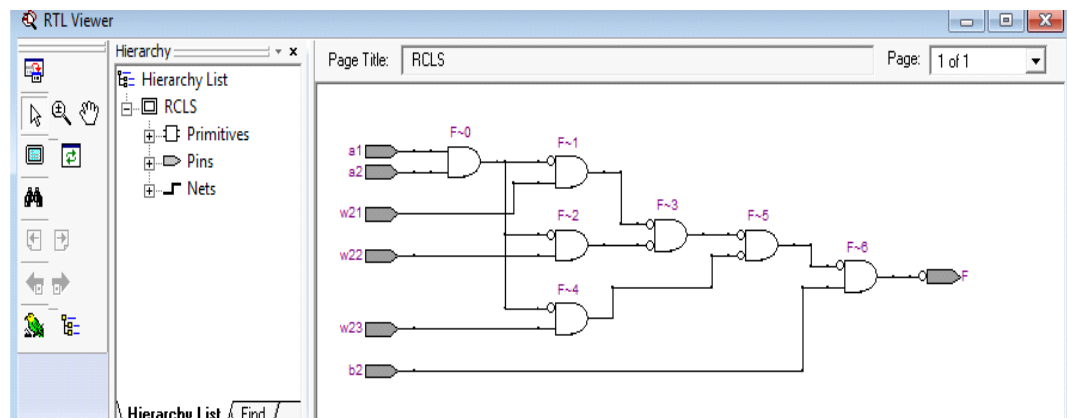 RTL Viewer
Hierarchy
Hierarchy List
RCLS
Primitives
Pins
Nets
Hierarchy List
Find
Page Title: RCLS
Page: 1 of 1
F~0
a1
a2
F~1
w21
F~2
F~3
F~5
w22
F~6
F
F~4
w23
b2